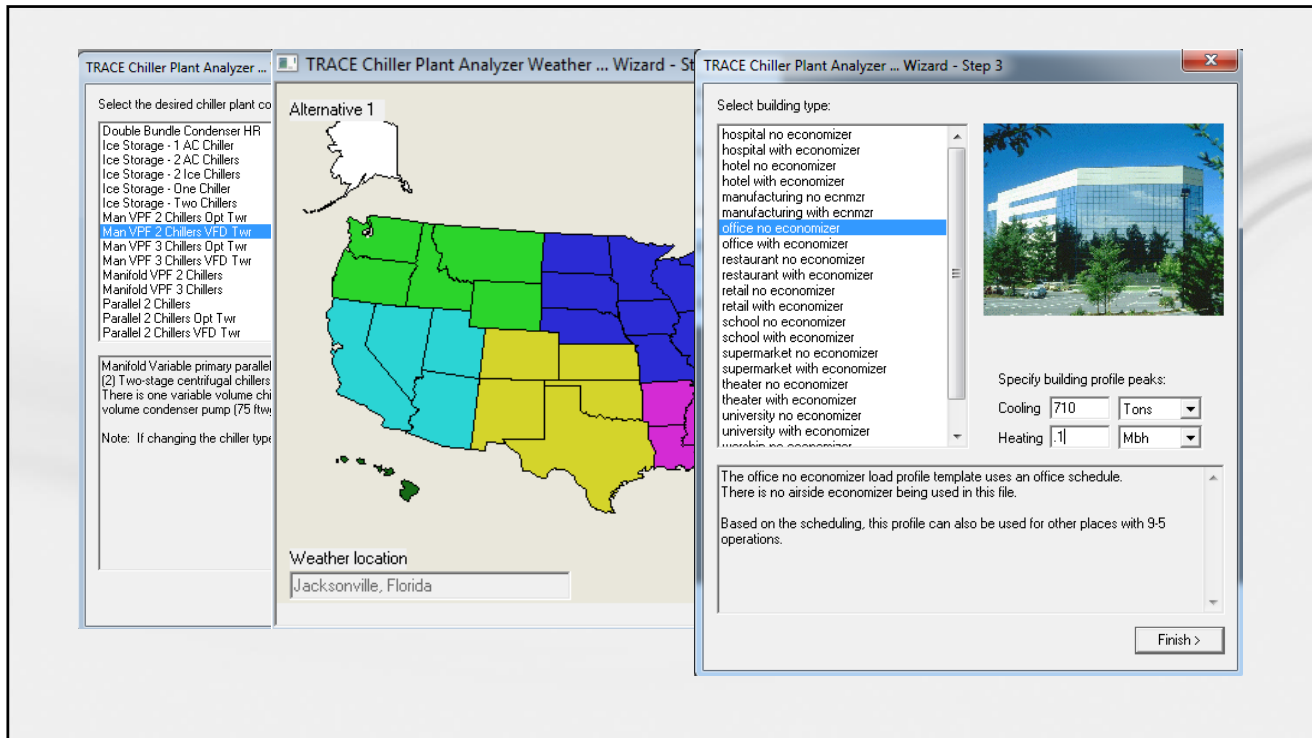 TRACE Chiller Plant Analyzer ...
Select the desired chiller plant co
Double Bundle Condenser HR
Ice Storage - 1 AC Chiller
Ice Storage - 2 AC Chillers
Ice Storage - 2 Ice Chillers
Ice Storage - One Chiller
Ice Storage - Two Chillers
Man VPF 2 Chillers Opt Twr
Man VPF 2 Chillers VFD Twr
Man VPF 3 Chillers Opt Twr
Man VPF 3 Chillers VFD Twr
Manifold VPF 2 Chillers
Manifold VPF 3 Chillers
Parallel 2 Chillers
Parallel 2 Chillers Opt Twr
Parallel 2 Chillers VFD Twr
Manifold Variable primary parallel
(2) Two-stage centrifugal chillers
There is one variable volume chi
volume condenser pump (75 ftw
Note: If changing the chiller type
TRACE Chiller Plant Analyzer Weather ... Wizard - St
Alternative 1
Weather location
Jacksonville, Florida
TRACE Chiller Plant Analyzer ... Wizard - Step 3
Select building type:
hospital no economizer
hospital with economizer
hotel no economizer
hotel with economizer
manufacturing no ecnmzr
manufacturing with ecnmzr
office no economizer
office with economizer
restaurant no economizer
restaurant with economizer
retail no economizer
retail with economizer
school no economizer
school with economizer
supermarket no economizer
supermarket with economizer
theater no economizer
theater with economizer
university no economizer
university with economizer
worship no economizer
Specify building profile peaks:
Cooling 710 Tons
Heating .1 Mbh
The office no economizer load profile template uses an office schedule.
There is no airside economizer being used in this file.
Based on the scheduling, this profile can also be used for other places with 9-5
operations.
Finish >